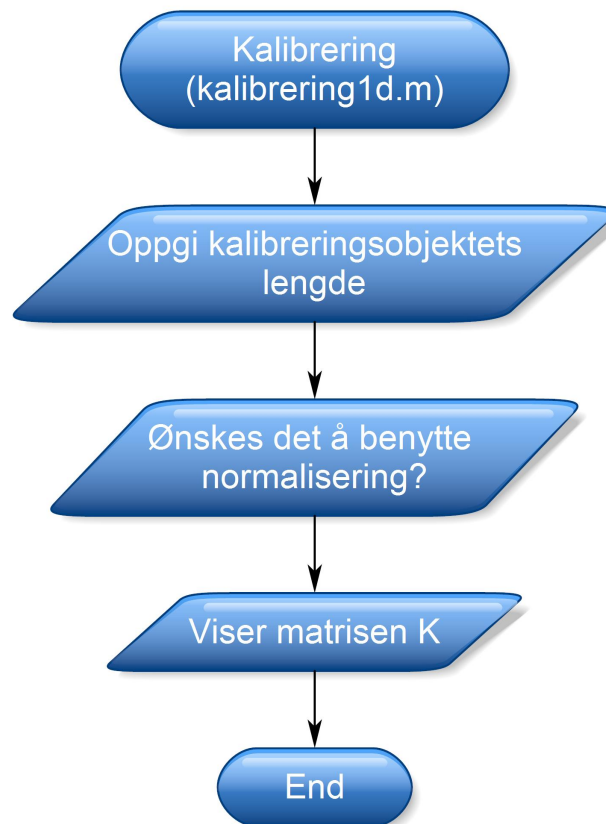 Kalibrering
(kalibrering1d.m)
Oppgi kalibreringsobjektets
lengde
Ønskes det å benytte
normalisering?
Viser matrisen K
End